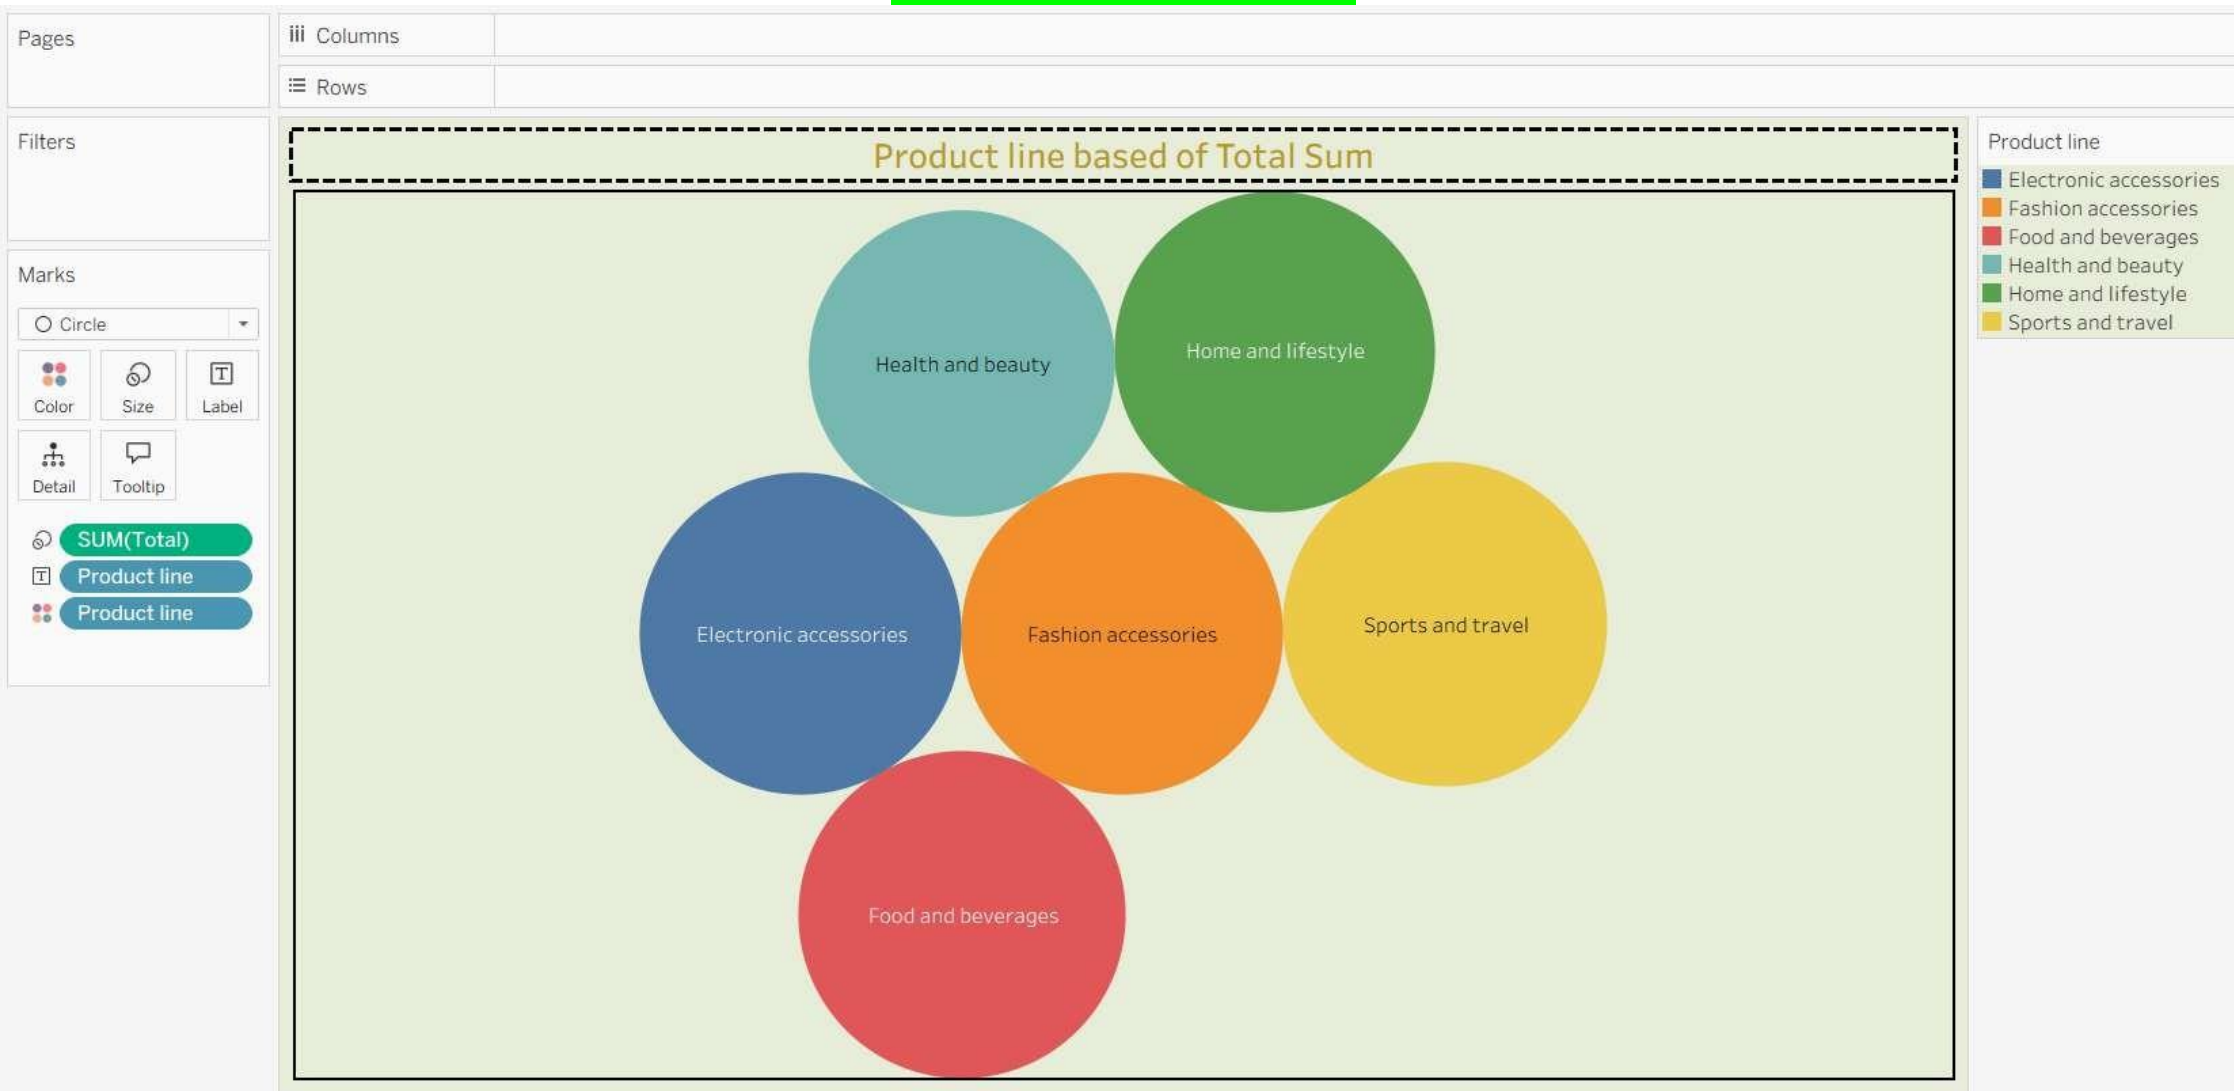 Pages
Columns
Rows
Filters
Marks
Circle
Color
Size
T
Label
Detail
Tooltip
SUM(Total)
T
Product line
Product line
Product line based of Total Sum
Health and beauty
Home and lifestyle
Electronic accessories
Fashion accessories
Sports and travel
Food and beverages
Product line
Electronic accessories
Fashion accessories
Food and beverages
Health and beauty
Home and lifestyle
Sports and travel